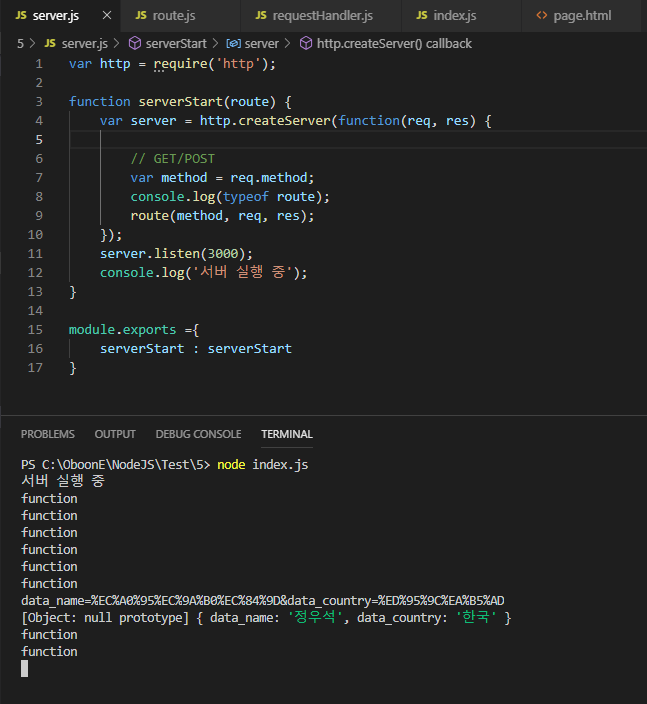 JS server.js × JS route.js JS requestHandler.js JS index.js <> page.html
5 > JS server.js > serverStart > server > http.createServer() callback
1 var http = require('http');
2
3 function serverStart(route) {
4 var server = http.createServer(function(req, res) {
5
6 // GET/POST
7 var method = req.method;
8 console.log(typeof route);
9 route(method, req, res);
10 });
11 server.listen(3000);
12 console.log('서버 실행 중');
13 }
14
15 module.exports ={
16 serverStart : serverStart
17 }
PROBLEMS OUTPUT DEBUG CONSOLE TERMINAL
PS C:\OboonE\NodeJS\Test\5> node index.js
서버 실행 중
function
function
function
function
function
function
data_name=%EC%A0%95%EC%9A%B0%EC%84%9D&data_country=%ED%95%9C%EA%B5%AD
[Object: null prototype] { data_name: '정우석', data_country: '한국' }
function
function